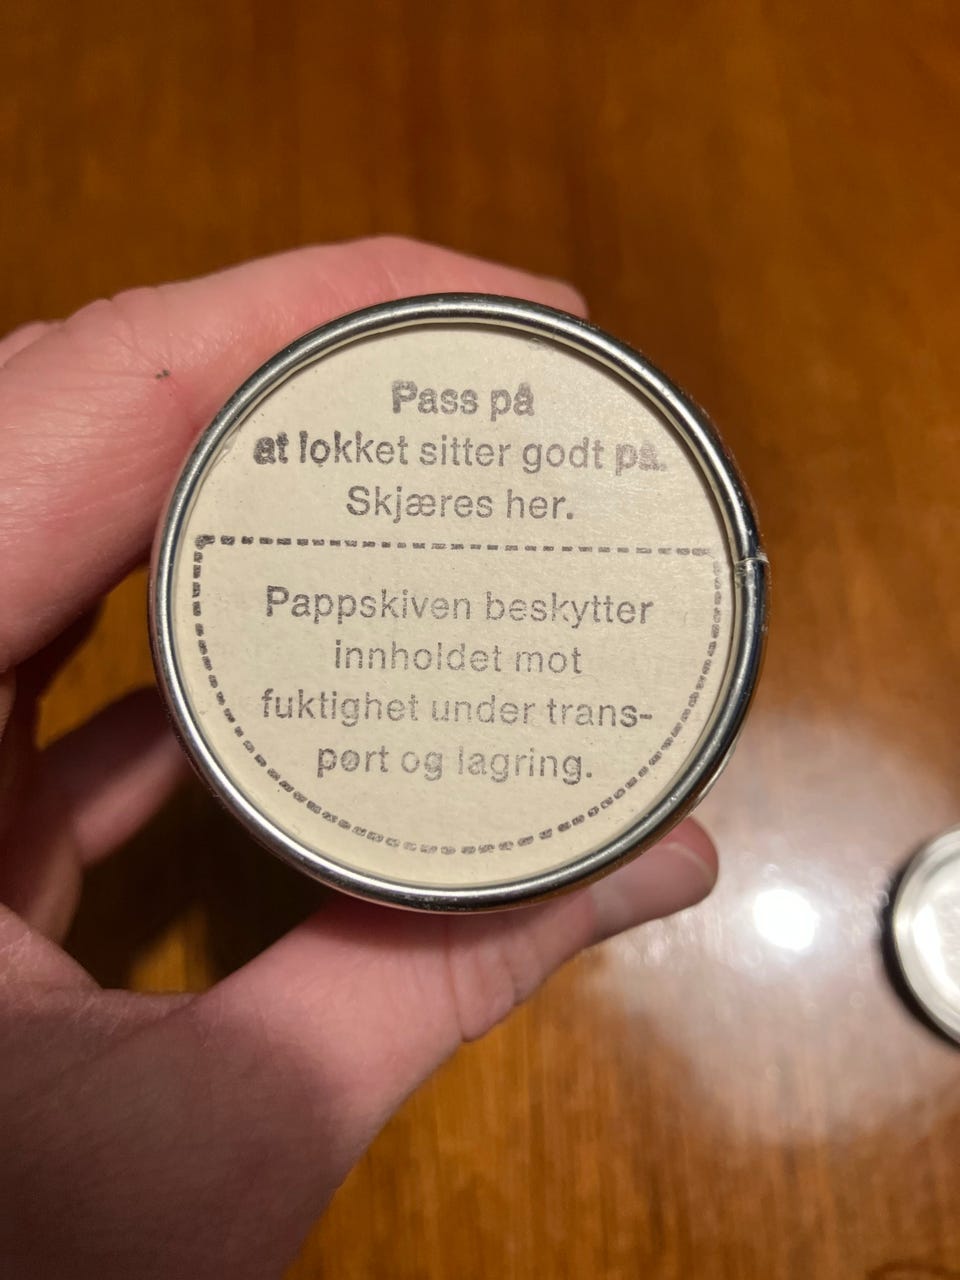 Pass på
at lokket sitter godt på.
Skjæres her.
Pappskiven beskytter
innholdet mot
fuktighet under trans-
port og lagring.